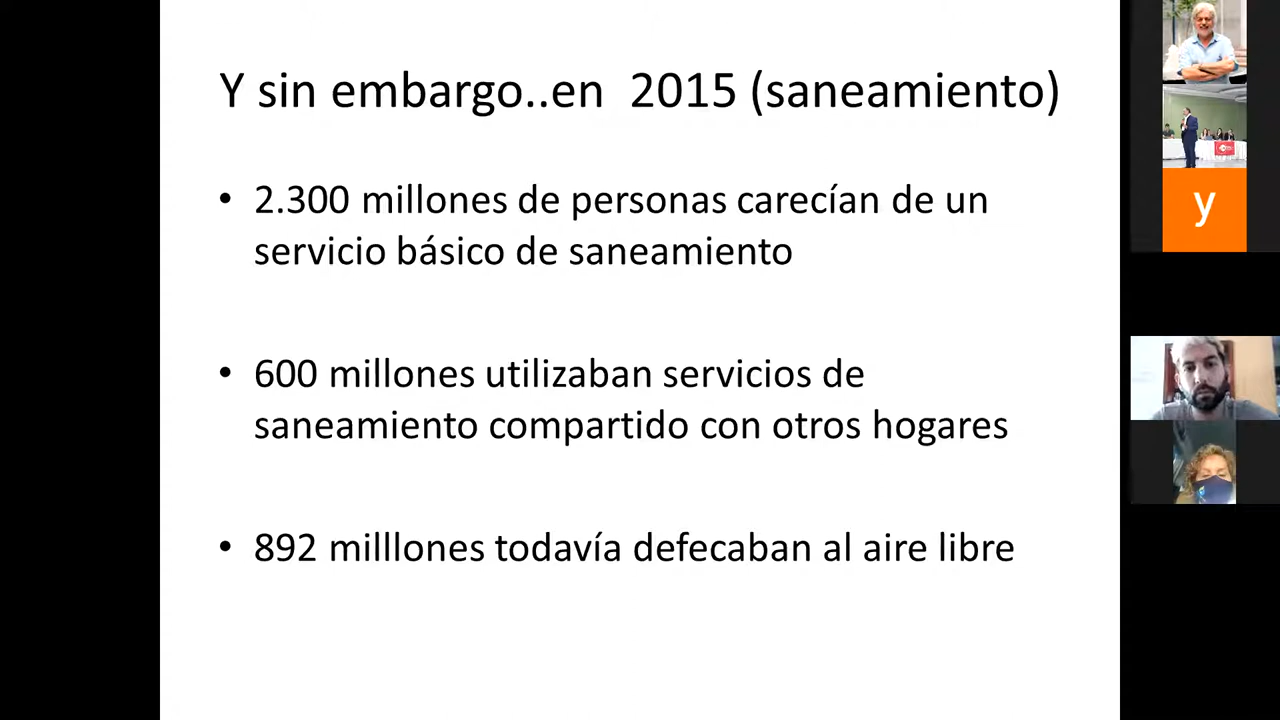 Y sin embargo..en  2015 (saneamiento)
• 2.300 millones de personas carecían de un
servicio básico de saneamiento
• 600 millones utilizaban servicios de
saneamiento compartido con otros hogares
• 892 milllones todavía defecaban al aire libre
y